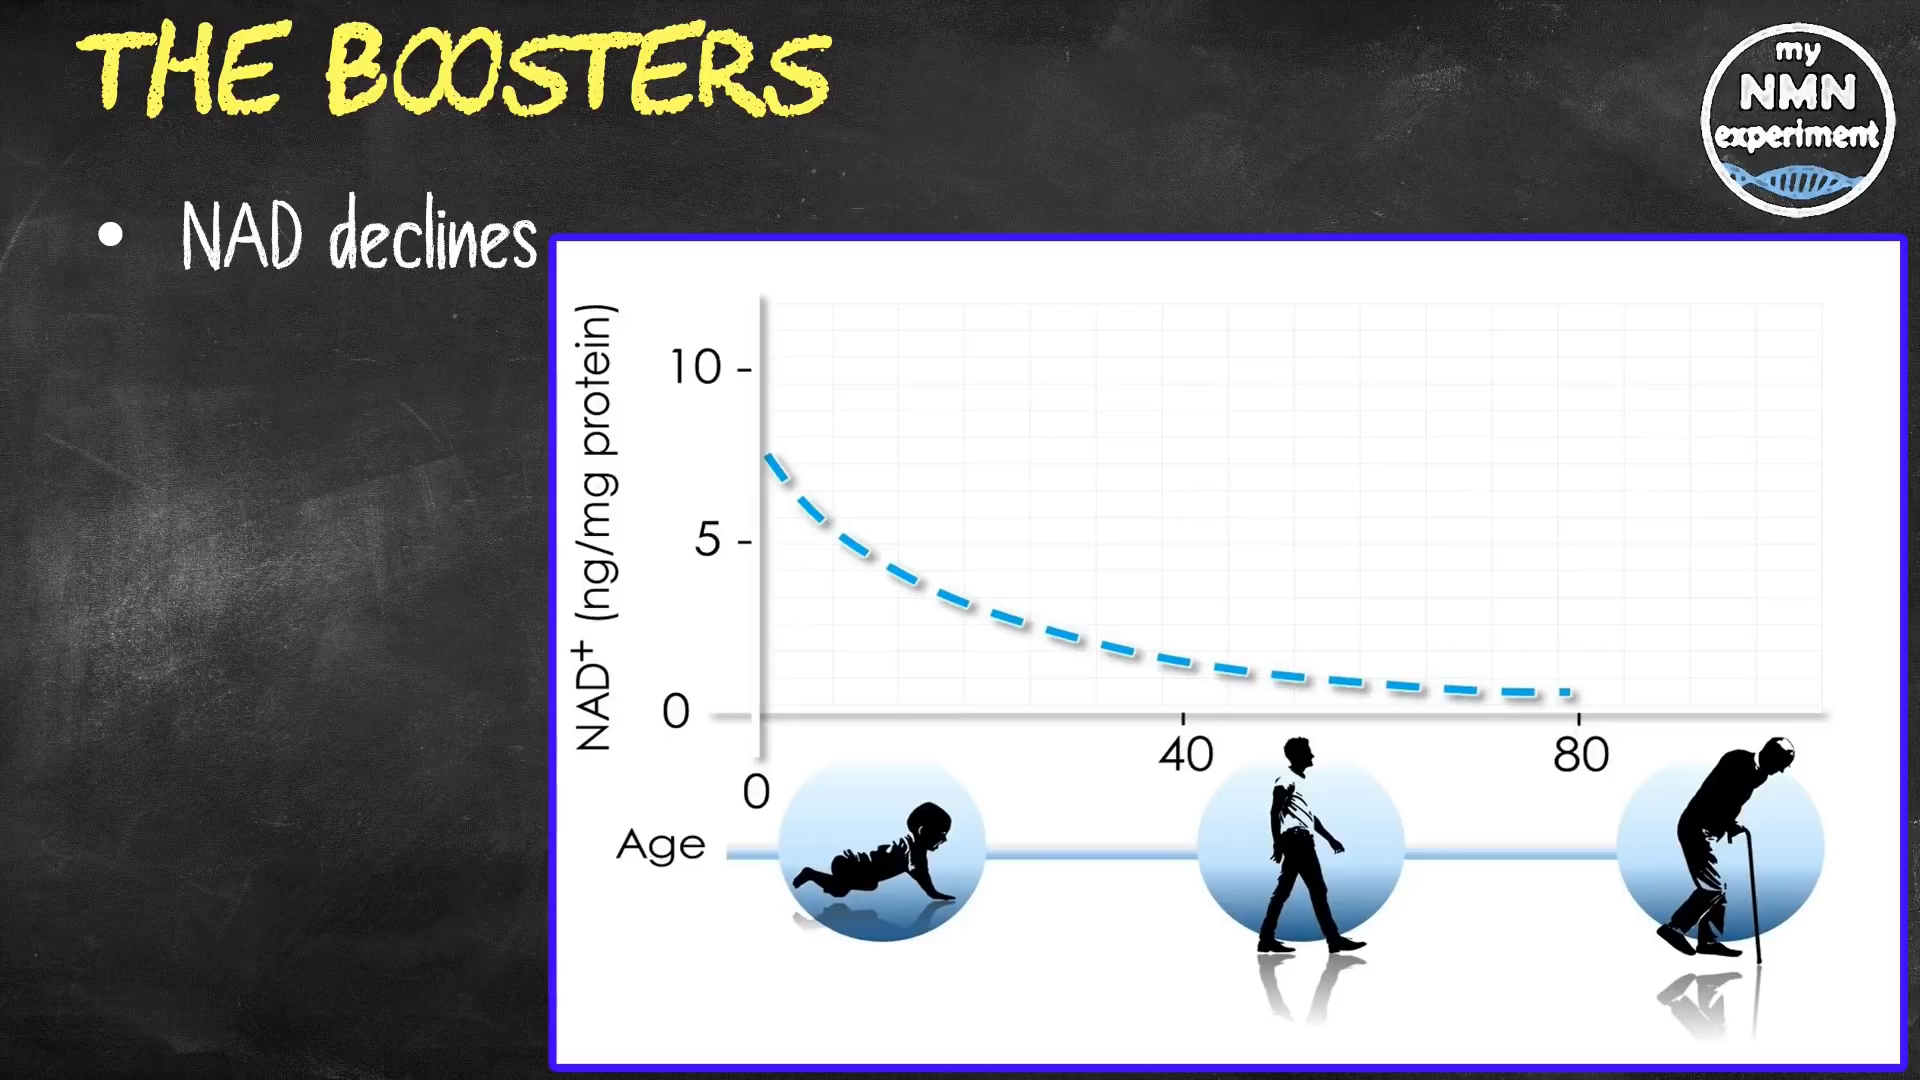 THE BOOSTERS
my
NMN
experiment
• NAD declines
NAD⁺ (ng/mg protein)
10 -
5 -
0
0
40
80
Age